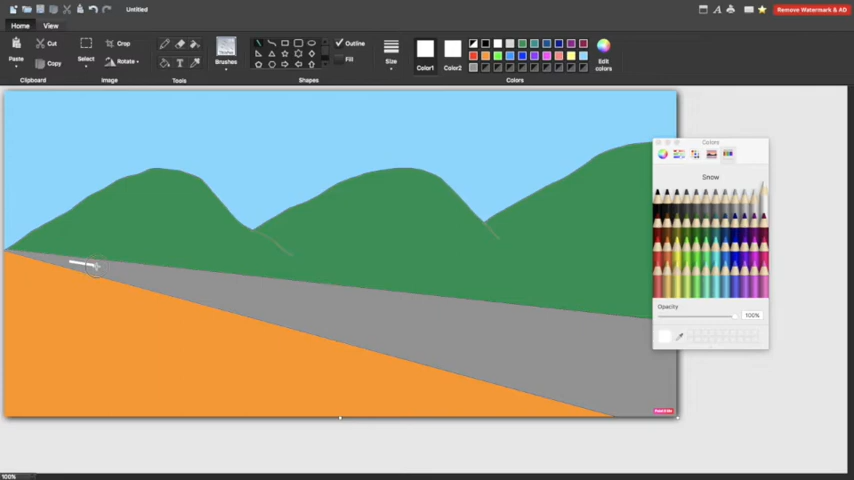 Untitled
Remove Watermark & AD
Home View
Paste
Cut
Copy
Clipboard
Select
Crop
Rotate
Image
Tools
Brushes
Shapes
Outline
Fill
Size
Color1
Color2
Colors
Edit
colors
Colors
Snow
Opacity
100%
100%